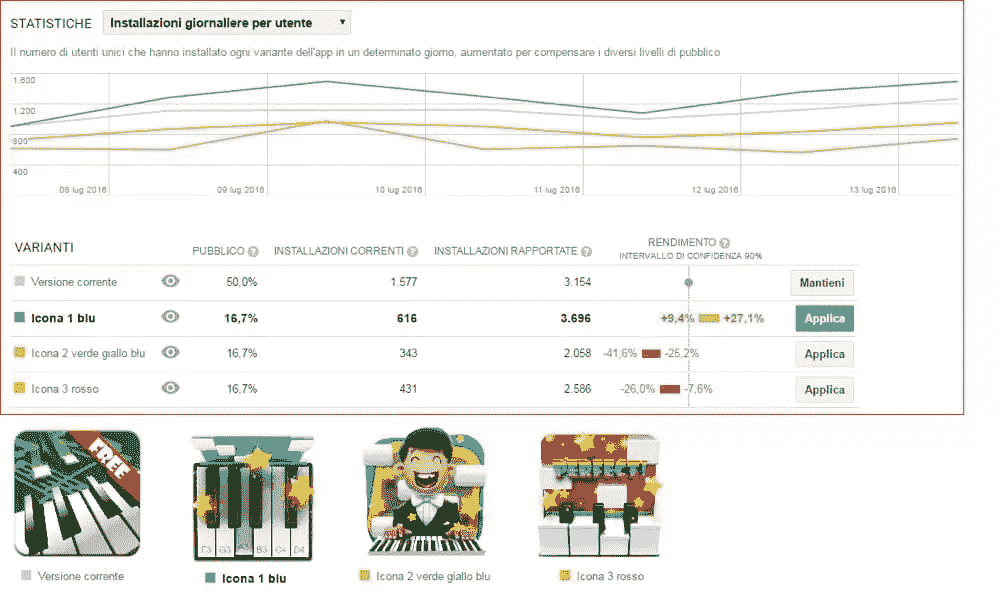 STATISTICHE Installazioni giornaliere per utente
Il numero di utenti unici che hanno installato ogni variante dell'app in un determinato giorno, aumentato per compensare i diversi livelli di pubblico
1.600
1.200
800
400
08 lug 2016 09 lug 2016 10 lug 2016 11 lug 2016 12 lug 2016 13 lug 2016
VARIANTI PUBBLICO INSTALLAZIONI CORRENTI INSTALLAZIONI RAPPORTATE RENDIMENTO
INTERVALLO DI CONFIDENZA 90%
Versione corrente 50,0% 1.577 3.154 Mantieni
Icona 1 blu 16,7% 616 3.696 +9,4% +27,1% Applica
Icona 2 verde giallo blu 16,7% 343 2.058 -41,6% -25,2% Applica
Icona 3 rosso 16,7% 431 2.586 -26,0% -7,6% Applica
FREE
C3 G3 B3 C4 D4
Versione corrente Icona 1 blu Icona 2 verde giallo blu Icona 3 rosso